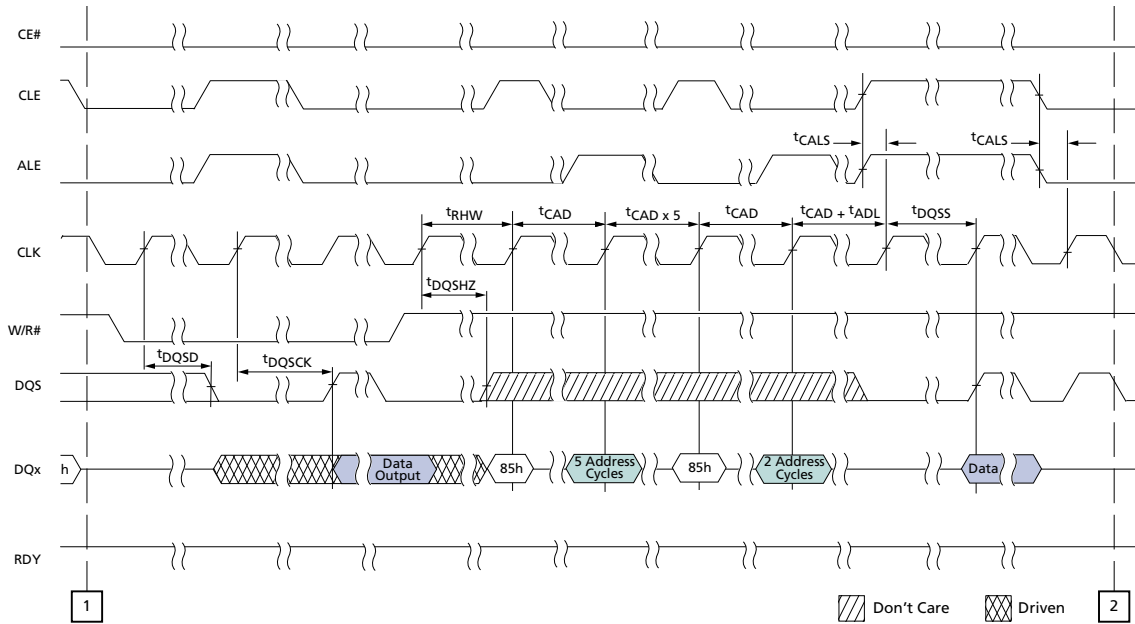 CE#
CLE
tCALS
tCALS
ALE
tRHW
tCAD
tCAD x 5
tCAD
tCAD + tADL
tDQSS
CLK
tDQSHZ
W/R#
tDQSD
tDQSCK
DQS
DQx
h
Data
Output
85h
5 Address
Cycles
85h
2 Address
Cycles
Data
RDY
1
Don't Care
Driven
2